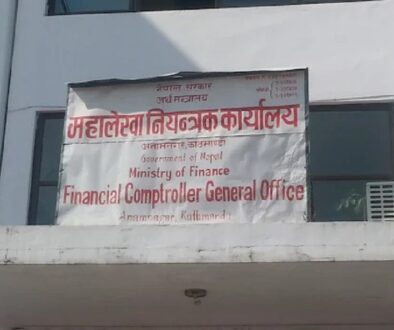 नेपाल सरकार
अर्थ मन्त्रालय
महालेखा नियन्त्रक कार्यालय
अनामनगर, काठमाण्डौ
Government of Nepal
Ministry of Finance
Financial Comptroller General Office
Anamnagar, Kathmandu